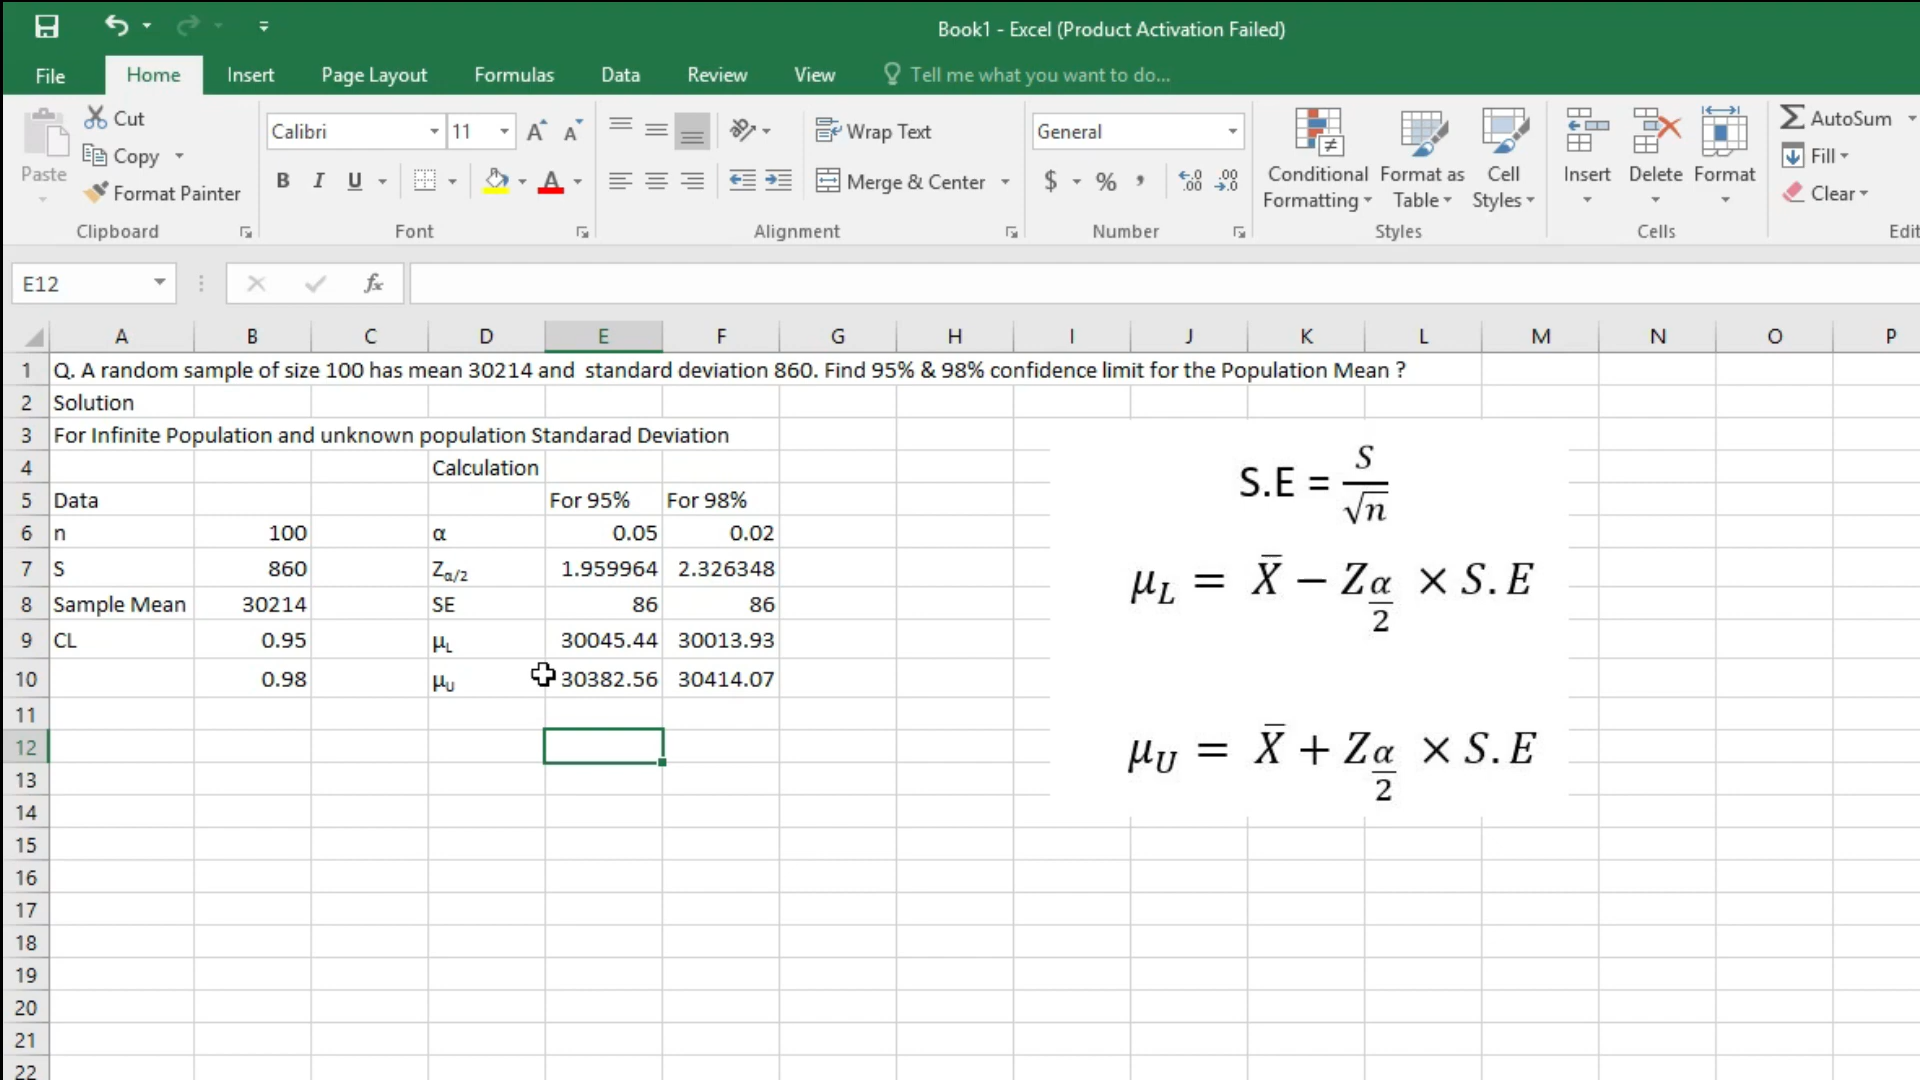 Book1 - Excel (Product Activation Failed)
File Home Insert Page Layout Formulas Data Review View Tell me what you want to do...
Paste
Cut
Copy
Format Painter
Clipboard
Calibri 11
B I U
Font
Wrap Text
Merge & Center
Alignment
General
$ % ,
Number
Conditional Formatting
Format as Table
Cell Styles
Styles
Insert Delete Format
Cells
AutoSum
Fill
Clear
Edit
E12 fx
A B C D E F G H I J K L M N O P
1 Q. A random sample of size 100 has mean 30214 and standard deviation 860. Find 95% & 98% confidence limit for the Population Mean ?
2 Solution
3 For Infinite Population and unknown population Standarad Deviation
4 Calculation
5 Data For 95% For 98%
6 n 100 α 0.05 0.02
7 S 860 Zα/2 1.959964 2.326348
8 Sample Mean 30214 SE 86 86
9 CL 0.95 μL 30045.44 30013.93
10 0.98 μU 30382.56 30414.07
11
12
13
14
15
16
17
18
19
20
21
22
S.E = S/√n
μL = X̅ − Zα/2 × S.E
μU = X̅ + Zα/2 × S.E